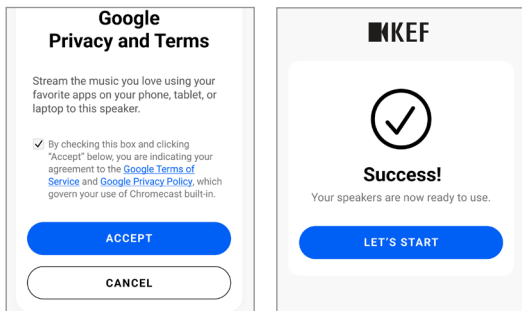 Google
Privacy and Terms
Stream the music you love using your
favorite apps on your phone, tablet, or
laptop to this speaker.
By checking this box and clicking
“Accept” below, you are indicating your
agreement to the Google Terms of
Service and Google Privacy Policy, which
govern your use of Chromecast built-in.
ACCEPT
CANCEL
KEF
Success!
Your speakers are now ready to use.
LET'S START